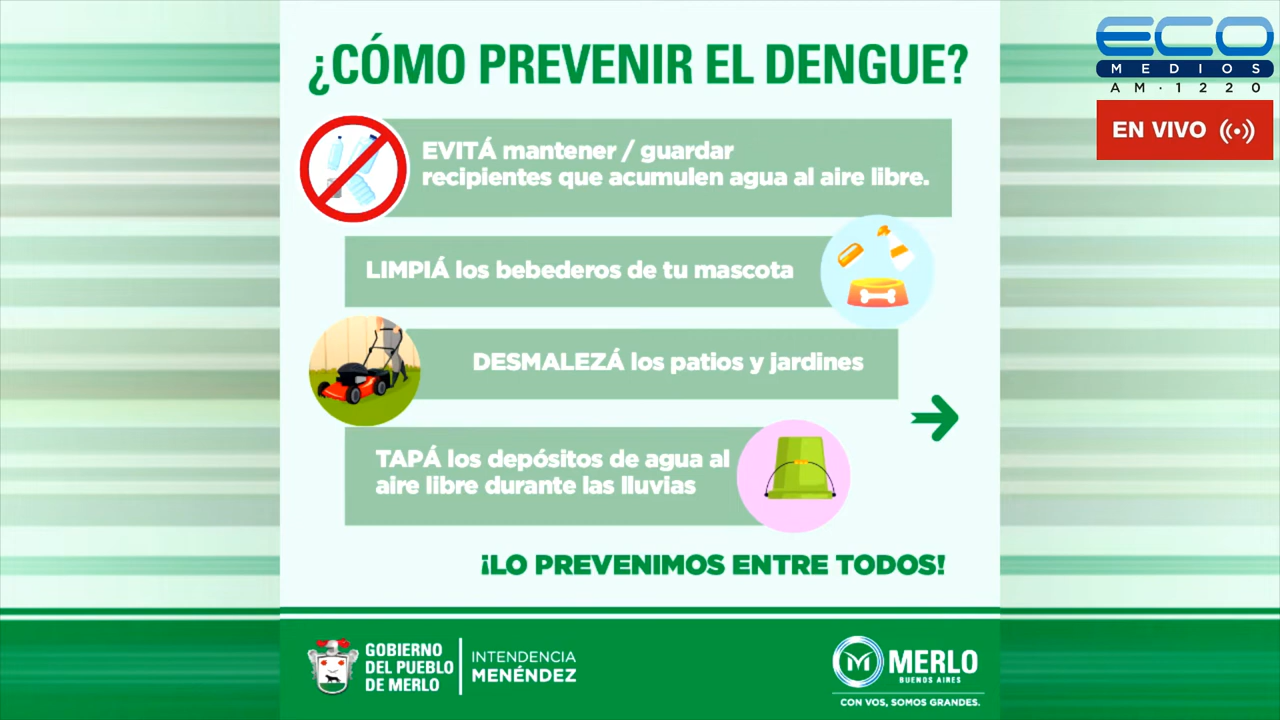 ¿CÓMO PREVENIR EL DENGUE?
ECO
MEDIOS
AM·1220
EN VIVO
EVITÁ mantener / guardar
recipientes que acumulen agua al aire libre.
LIMPIÁ los bebederos de tu mascota
DESMALEZÁ los patios y jardines
TAPÁ los depósitos de agua al
aire libre durante las lluvias
¡LO PREVENIMOS ENTRE TODOS!
GOBIERNO
DEL PUEBLO
DE MERLO
INTENDENCIA
MENÉNDEZ
MERLO
BUENOS AIRES
CON VOS, SOMOS GRANDES.